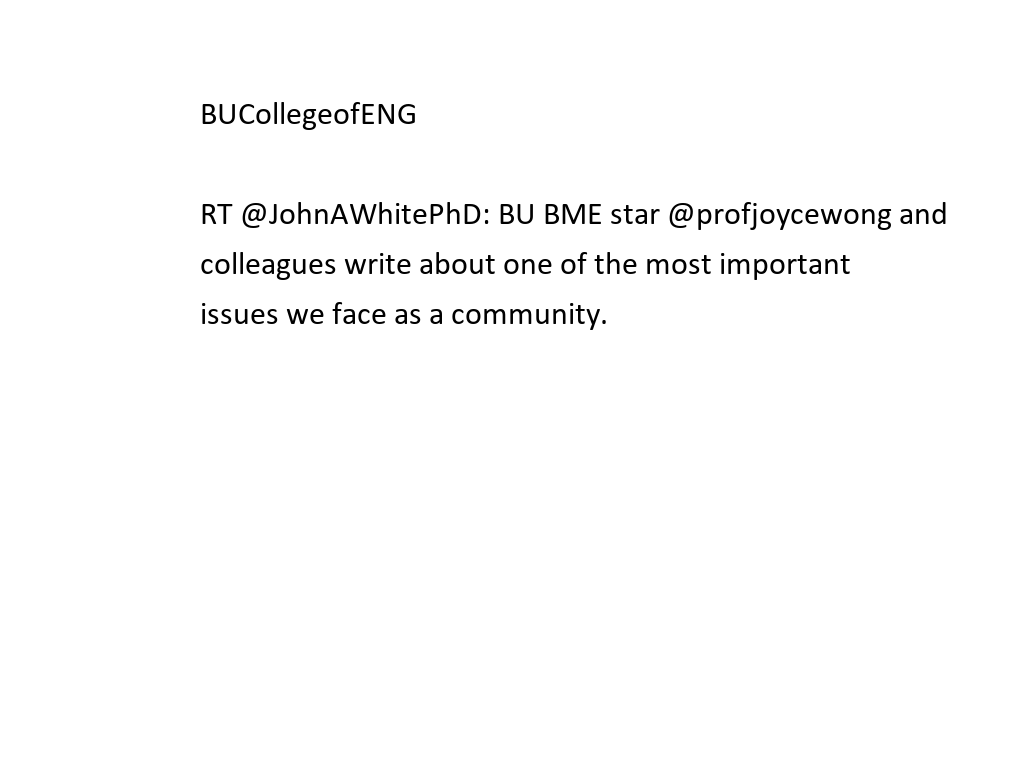 BUCollegeofENG
RT @JohnAWhitePhD: BU BME star @profjoycewong and
colleagues write about one of the most important
issues we face as a community.